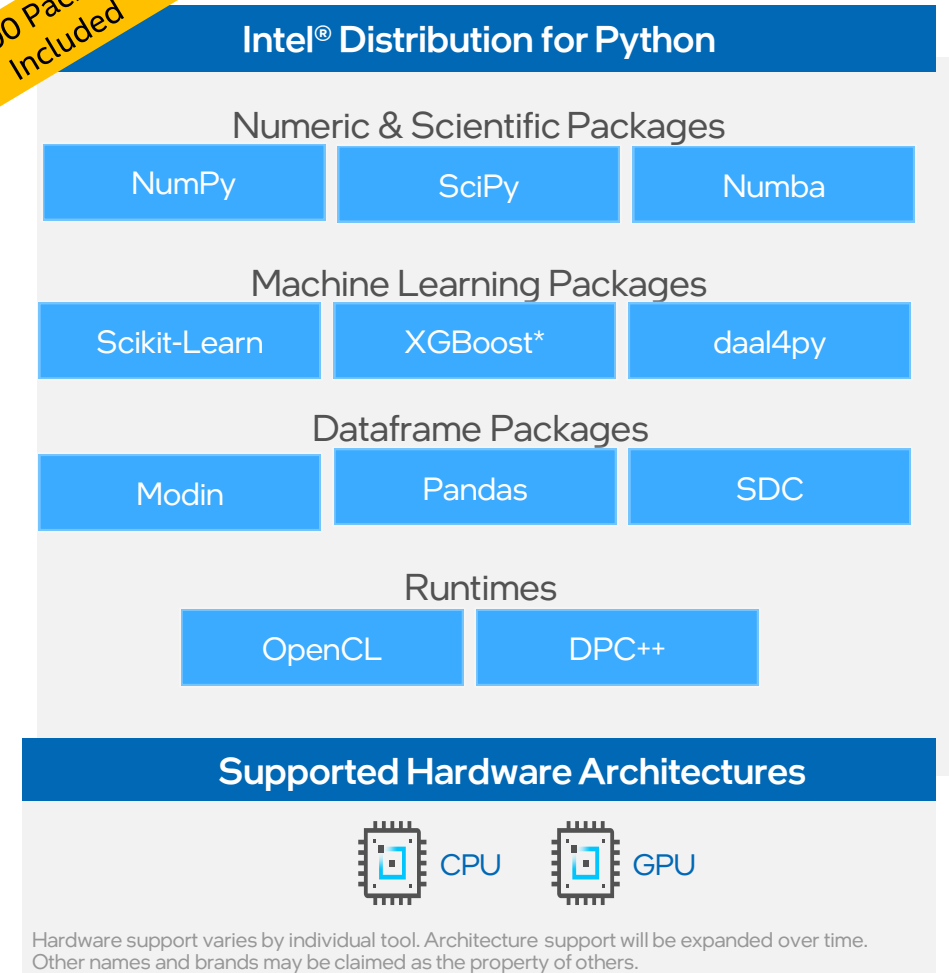 Included
Intel® Distribution for Python
Numeric & Scientific Packages
NumPy
SciPy
Numba
Machine Learning Packages
Scikit-Learn
XGBoost*
daal4py
Dataframe Packages
Modin
Pandas
SDC
Runtimes
OpenCL
DPC++
Supported Hardware Architectures
CPU
GPU
Hardware support varies by individual tool. Architecture support will be expanded over time.
Other names and brands may be claimed as the property of others.